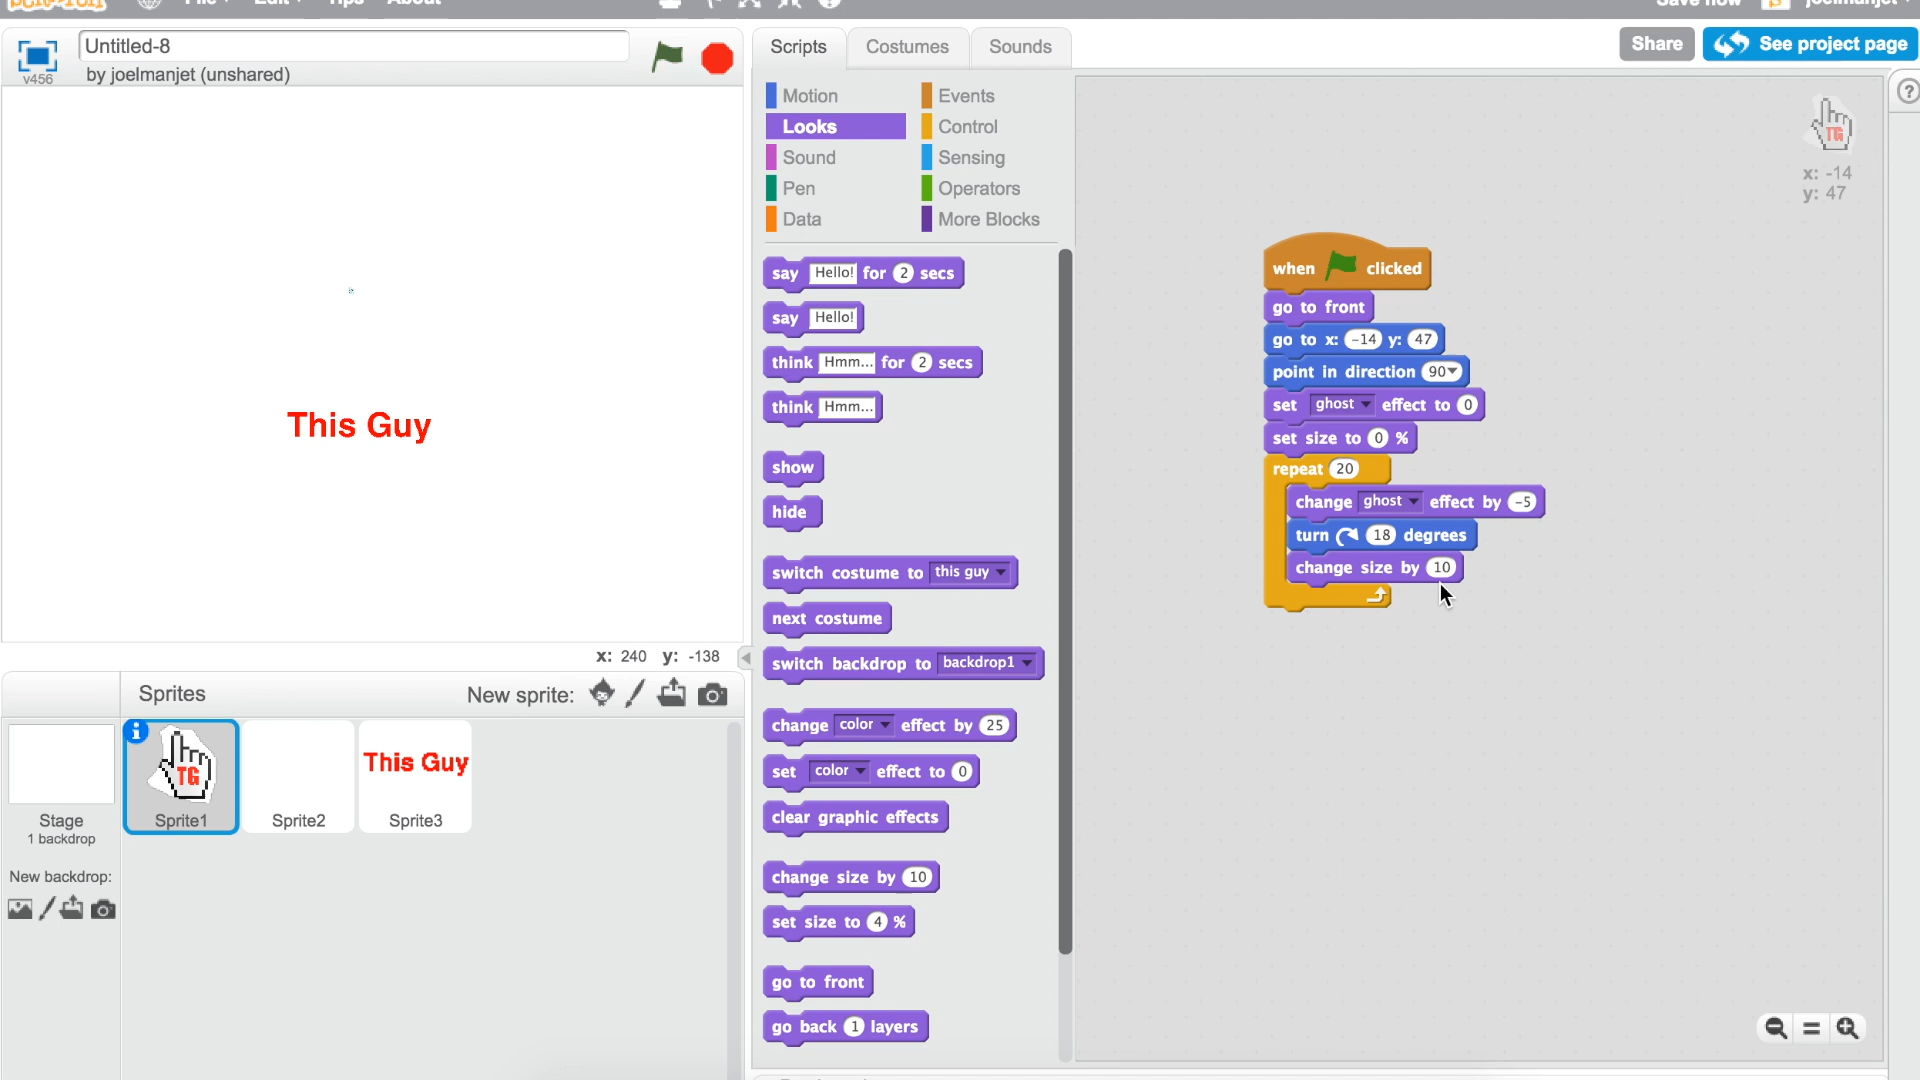 Tips
About
Save now
joelmanjet
Untitled-8
v456
by joelmanjet (unshared)
Scripts
Costumes
Sounds
Share
See project page
Motion
Events
Looks
Control
Sound
Sensing
Pen
Operators
Data
More Blocks
say Hello! for 2 secs
say Hello!
think Hmm... for 2 secs
think Hmm...
show
hide
switch costume to this guy
next costume
switch backdrop to backdrop1
change color effect by 25
set color effect to 0
clear graphic effects
change size by 10
set size to 4 %
go to front
go back 1 layers
when clicked
go to front
go to x: -14 y: 47
point in direction 90
set ghost effect to 0
set size to 0 %
repeat 20
change ghost effect by -5
turn 18 degrees
change size by 10
TG
x: -14
y: 47
?
This Guy
x: 240 y: -138
Sprites
New sprite:
i
TG
Sprite1
Sprite2
This Guy
Sprite3
Stage
1 backdrop
New backdrop: